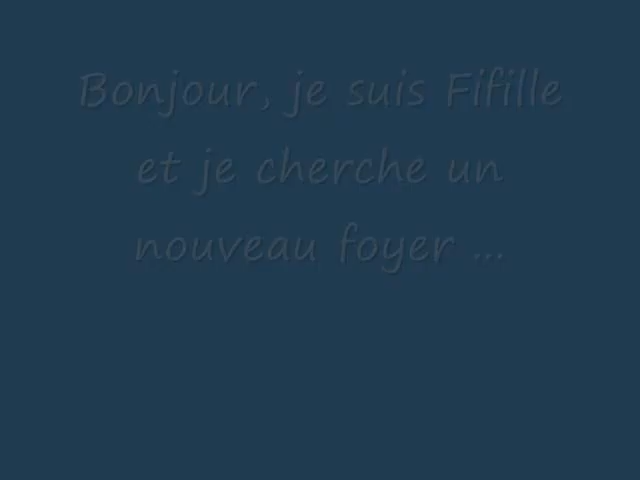 Bonjour, je suis Fifille
et je cherche un
nouveau foyer ...